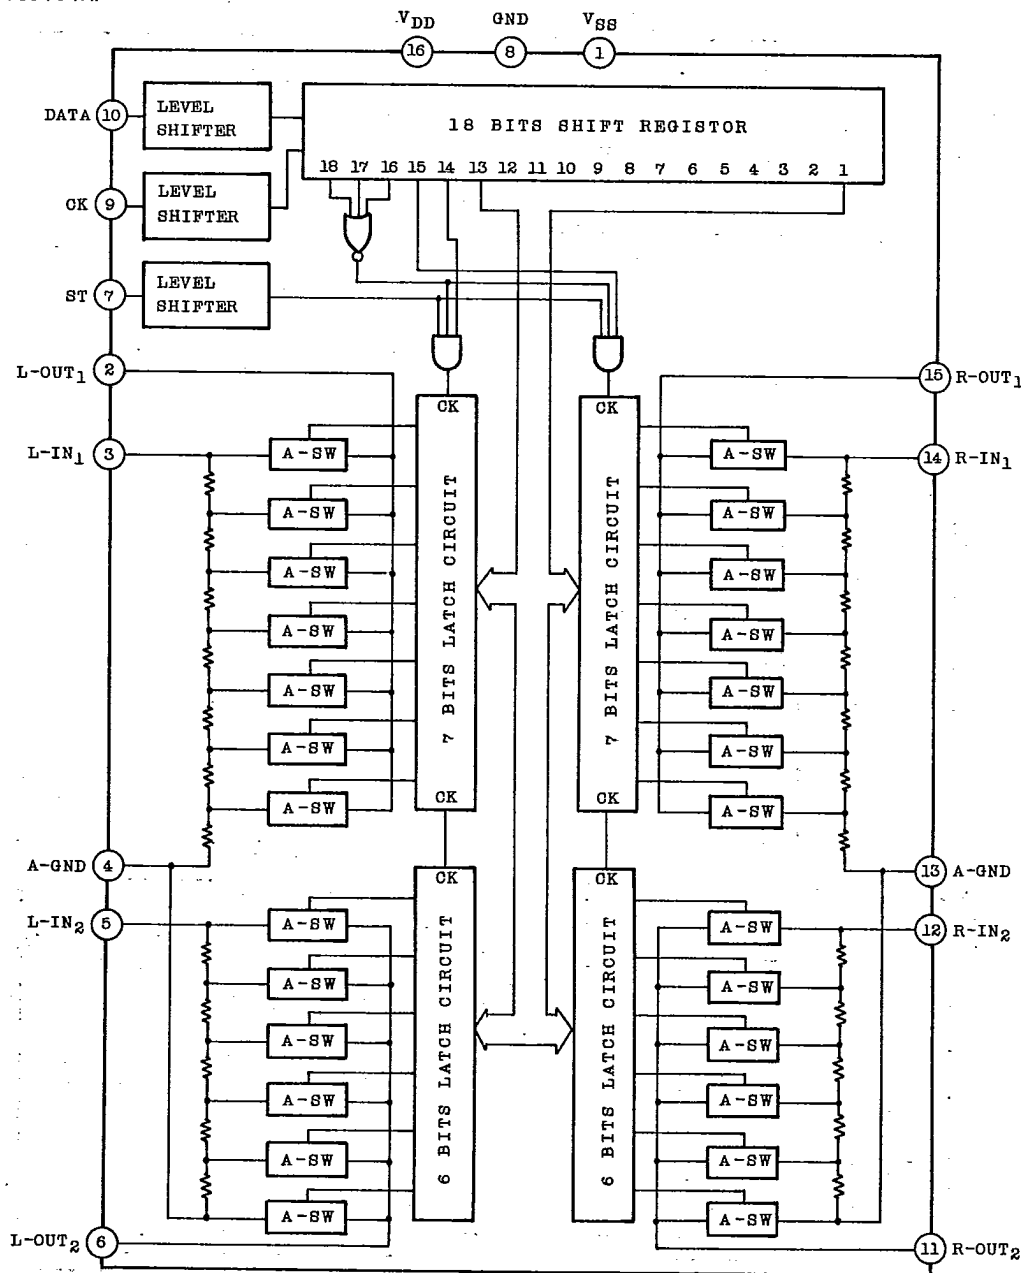 VDD GND VSS
16 8 1
DATA 10 LEVEL SHIFTER
18 BITS SHIFT REGISTOR
18 17 16 15 14 13 12 11 10 9 8 7 6 5 4 3 2 1
CK 9 LEVEL SHIFTER
ST 7 LEVEL SHIFTER
L-OUT1 2
15 R-OUT1
CK CK
L-IN1 3 A-SW A-SW 14 R-IN1
A-SW A-SW
A-SW A-SW
A-SW A-SW
A-SW A-SW
A-SW A-SW
A-SW A-SW
7 BITS LATCH CIRCUIT
7 BITS LATCH CIRCUIT
CK CK
A-GND 4 13 A-GND
CK CK
L-IN2 5 A-SW A-SW 12 R-IN2
A-SW A-SW
A-SW A-SW
A-SW A-SW
A-SW A-SW
A-SW A-SW
6 BITS LATCH CIRCUIT
6 BITS LATCH CIRCUIT
L-OUT2 6 11 R-OUT2